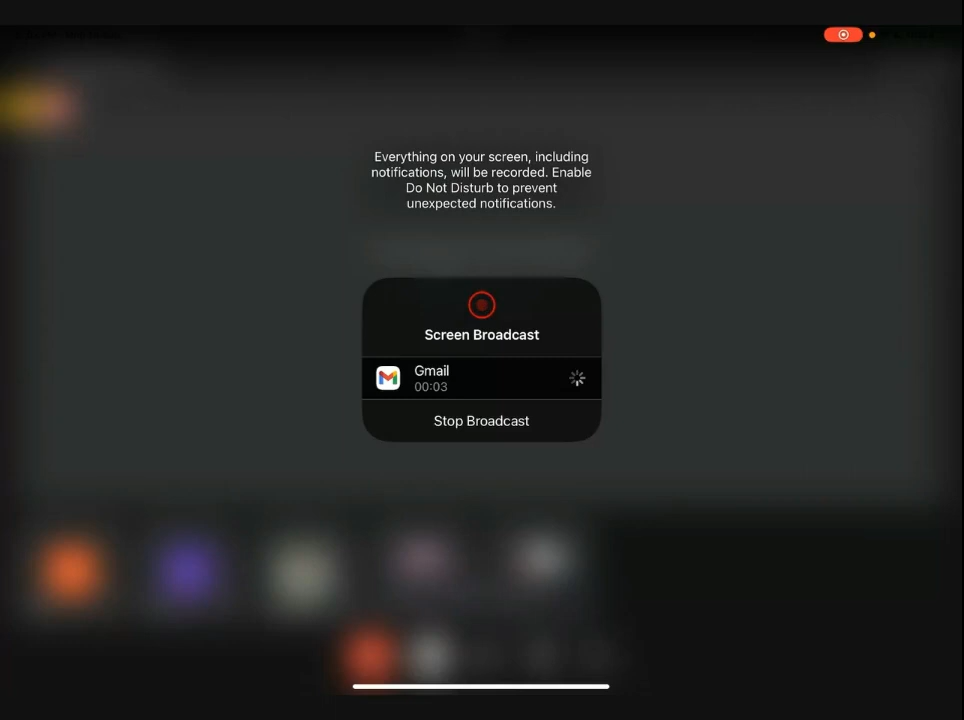 Everything on your screen, including
notifications, will be recorded. Enable
Do Not Disturb to prevent
unexpected notifications.
Screen Broadcast
Gmail
00:03
Stop Broadcast